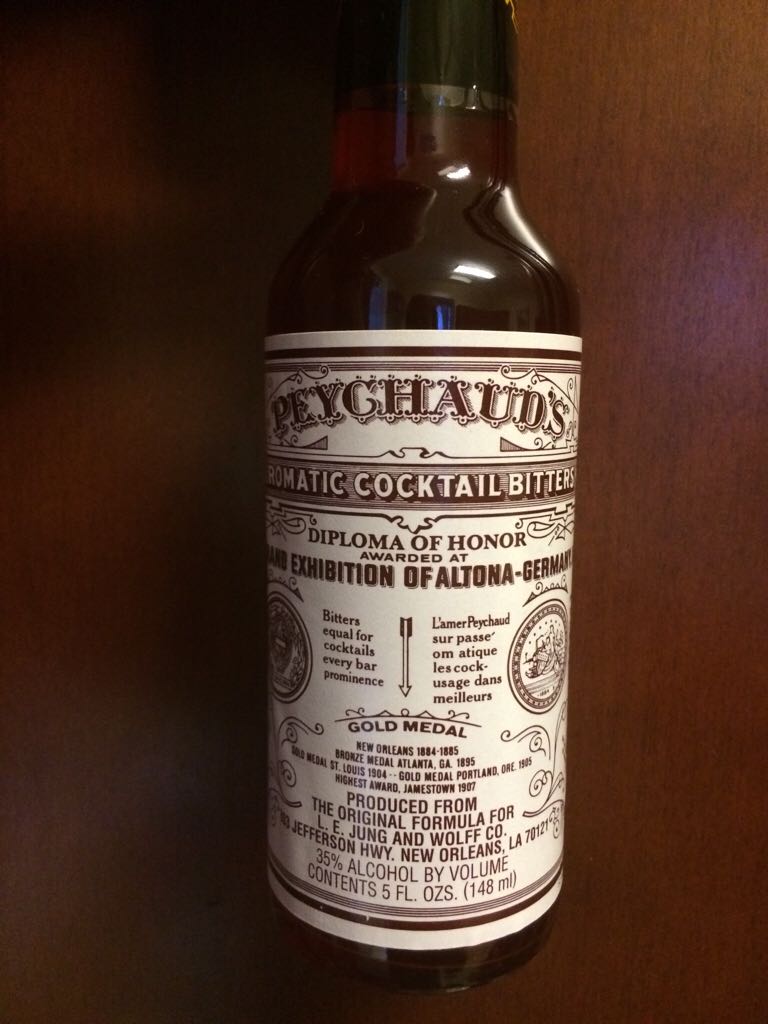 PEYCHAUD'S
ROMATIC COCKTAIL BITTERS
DIPLOMA OF HONOR
AWARDED AT
AND EXHIBITION OF ALTONA-GERMANY
Bitters
equal for
cocktails
every bar
prominence
L'amer Peychaud
sur passe'
om atique
les cock-
usage dans
meilleurs
GOLD MEDAL
NEW ORLEANS 1884-1885
BRONZE MEDAL ATLANTA, GA. 1895
GOLD MEDAL ST. LOUIS 1904 -- GOLD MEDAL PORTLAND, ORE. 1905
HIGHEST AWARD, JAMESTOWN 1907
PRODUCED FROM
THE ORIGINAL FORMULA FOR
L. E. JUNG AND WOLFF CO.
JEFFERSON HWY. NEW ORLEANS, LA 70121
35% ALCOHOL BY VOLUME
CONTENTS 5 FL. OZS. (148 ml)